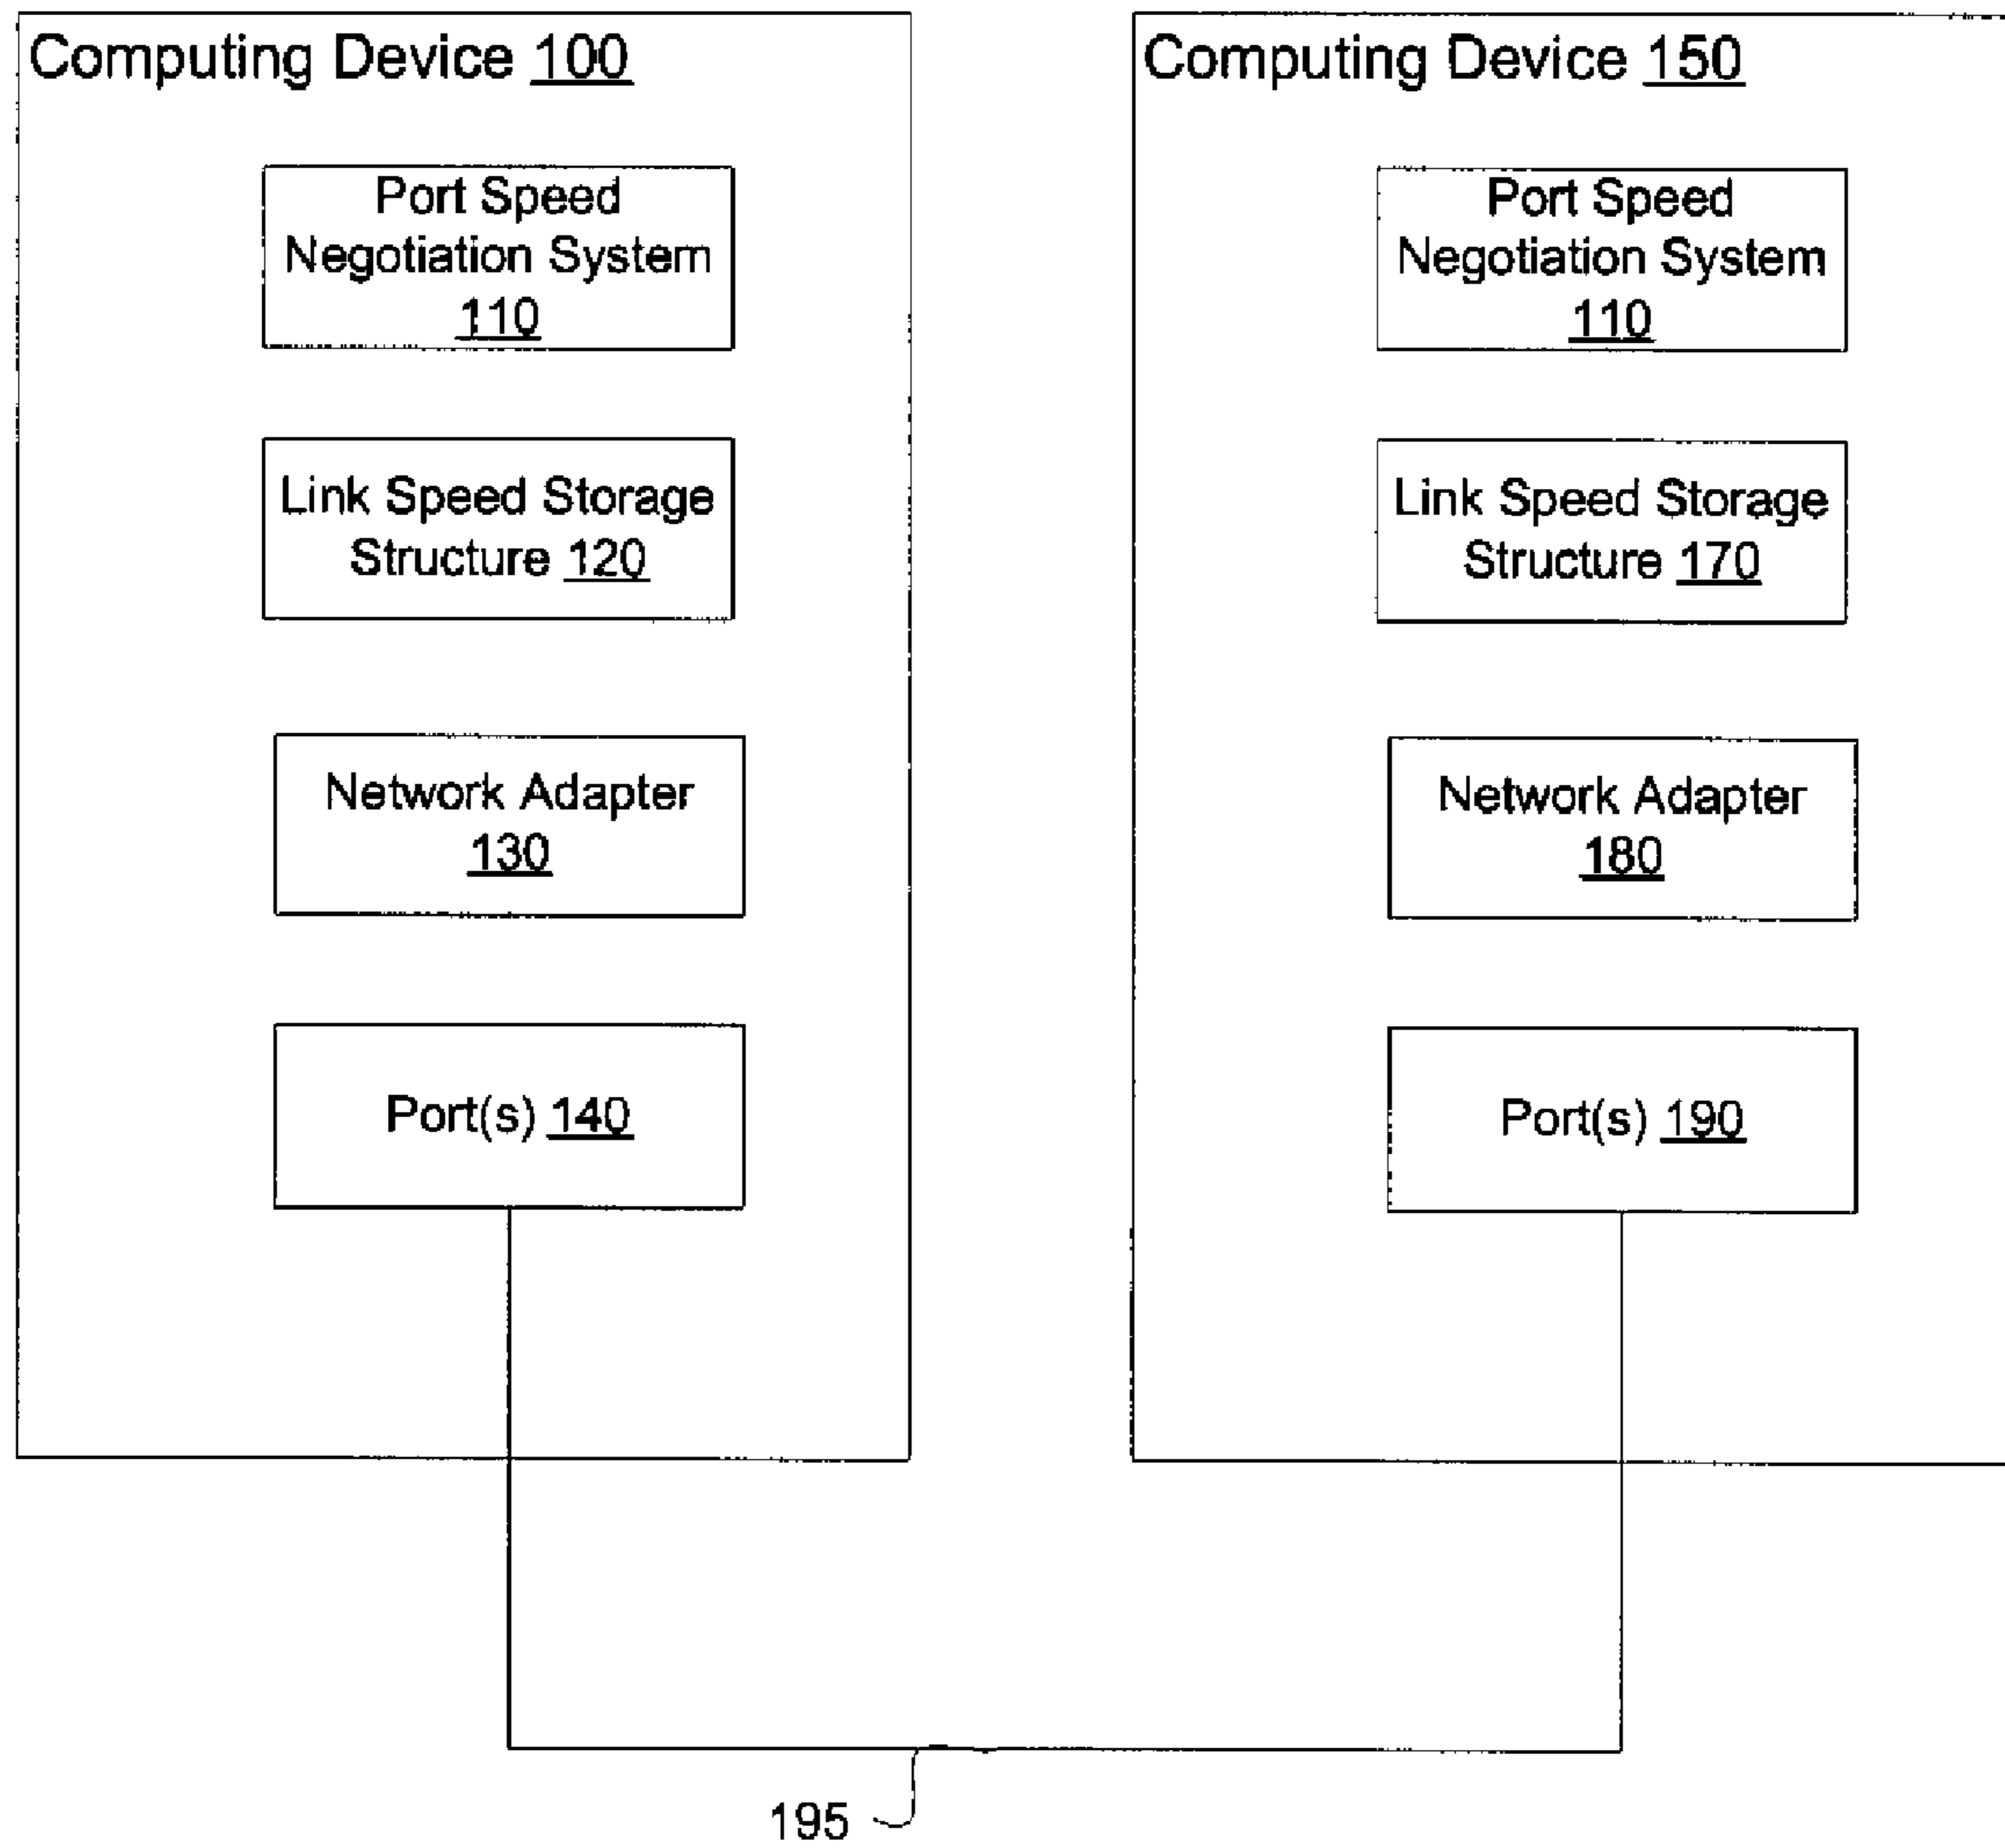 Computing Device 100
Port Speed
Negotiation System
110
Link Speed Storage
Structure 120
Network Adapter
130
Port(s) 140
Computing Device 150
Port Speed
Negotiation System
110
Link Speed Storage
Structure 170
Network Adapter
180
Port(s) 190
195